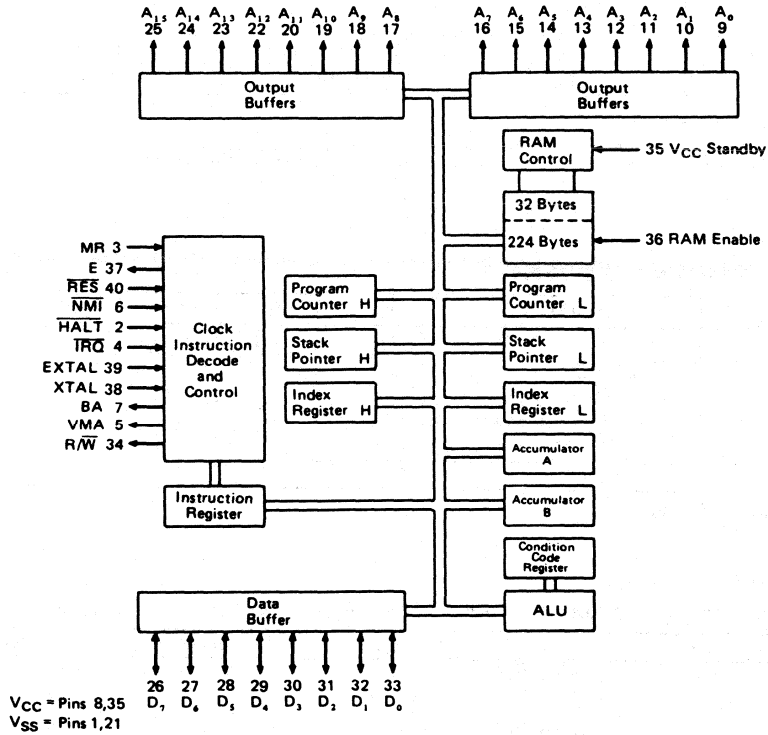 A₁₅ A₁₄ A₁₃ A₁₂ A₁₁ A₁₀ A₉ A₈
25 24 23 22 20 19 18 17
A₇ A₆ A₅ A₄ A₃ A₂ A₁ A₀
16 15 14 13 12 11 10 9
Output
Buffers
Output
Buffers
RAM
Control
35 VCC Standby
32 Bytes
224 Bytes
36 RAM Enable
MR 3
E 37
R̅E̅S̅ 40
N̅M̅I̅ 6
H̅A̅L̅T̅ 2
I̅R̅Q̅ 4
EXTAL 39
XTAL 38
BA 7
VMA 5
R/W̅ 34
Clock
Instruction
Decode
and
Control
Program
Counter H
Program
Counter L
Stack
Pointer H
Stack
Pointer L
Index
Register H
Index
Register L
Accumulator
A
Instruction
Register
Accumulator
B
Condition
Code
Register
ALU
Data
Buffer
26 27 28 29 30 31 32 33
D₇ D₆ D₅ D₄ D₃ D₂ D₁ D₀
VCC = Pins 8,35
VSS = Pins 1,21